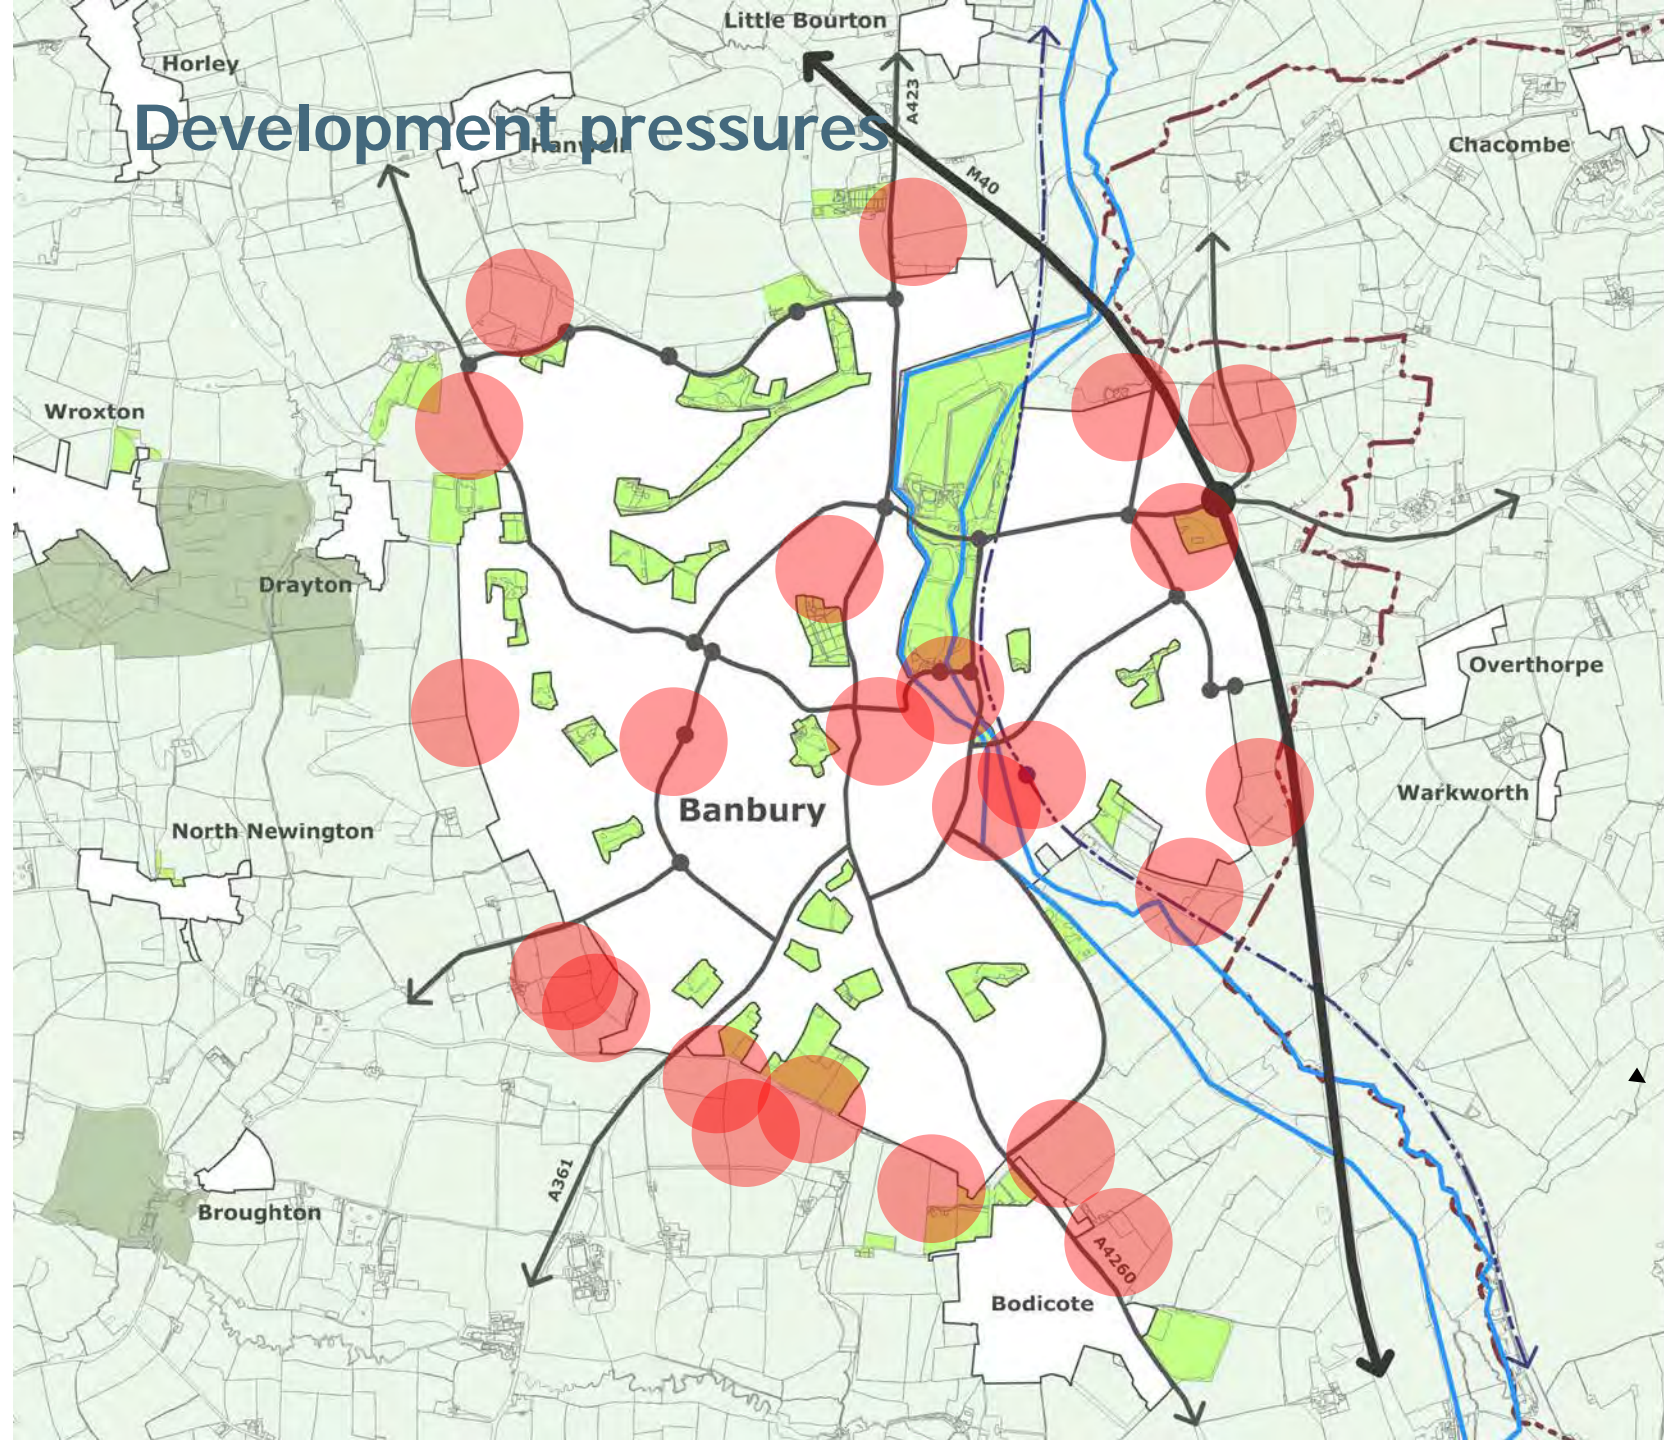 Little Bourton
Horley
A423
Development pressures
Hanwell
Chacombe
M40
Wroxton
Drayton
Overthorpe
Warkworth
Banbury
North Newington
A361
Broughton
A4260
Bodicote